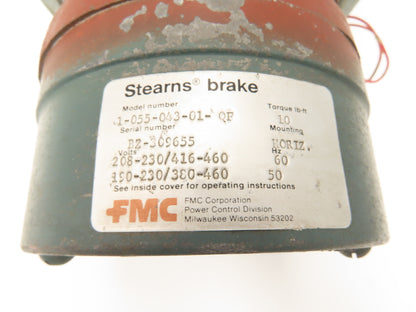 Stearns® brake
Model number Torque lb-ft
1-055-043-01- QF 10
Serial number Mounting
BZ-309655 HORIZ.
Volts Hz
208-230/416-460 60
190-230/380-460 50
*See inside cover for operating instructions
FMC FMC Corporation
Power Control Division
Milwaukee Wisconsin 53202